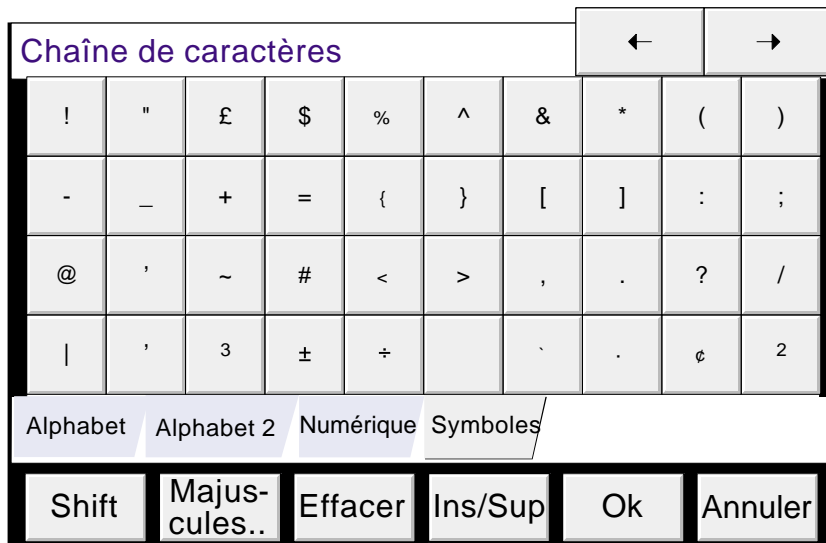 Chaîne de caractères ← →
! " £ $ % ^ & * ( )
- _ + = { } [ ] : ;
@ ’ ~ # < > , . ? /
| ’ ³ ± ÷ ` · ¢ ²
Alphabet Alphabet 2 Numérique Symboles
Shift Majus-
cules.. Effacer Ins/Sup Ok Annuler